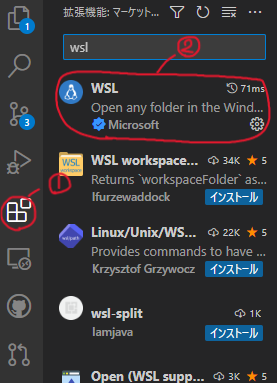 拡張機能: マーケット...
1
wsl
②
WSL 71ms
Open any folder in the Wind...
Microsoft
3
WSL workspace... 34K ★ 5
Returns `workspaceFolder` as...
lfurzewaddock インストール
①
Linux/Unix/WS... 22K ★ 5
Provides commands to have ...
Krzysztof Grzywocz インストール
wsl-split 1K
lamjava インストール
Open (WSL supp... 3K ★ 5